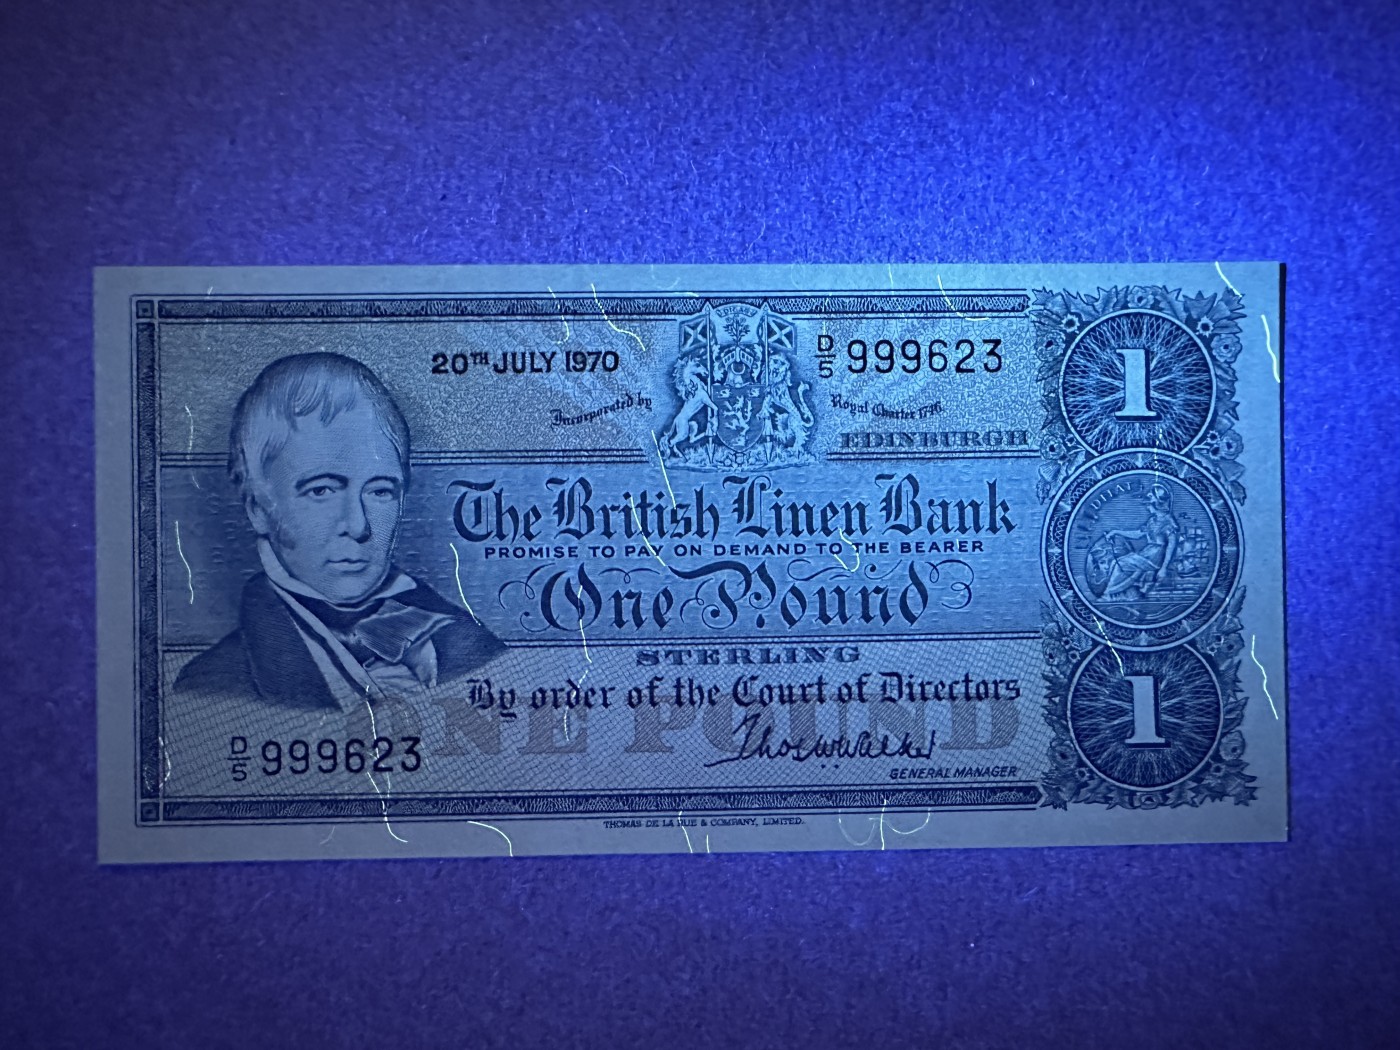 20TH JULY 1970
D/5 999623
Incorporated by Royal Charter 1746.
EDINBURGH
The British Linen Bank
PROMISE TO PAY ON DEMAND TO THE BEARER
One Pound
STERLING
By order of the Court of Directors
ONE POUND
D/5 999623
Thos W. Walker
GENERAL MANAGER
THOMAS DE LA RUE & COMPANY, LIMITED.
1
1